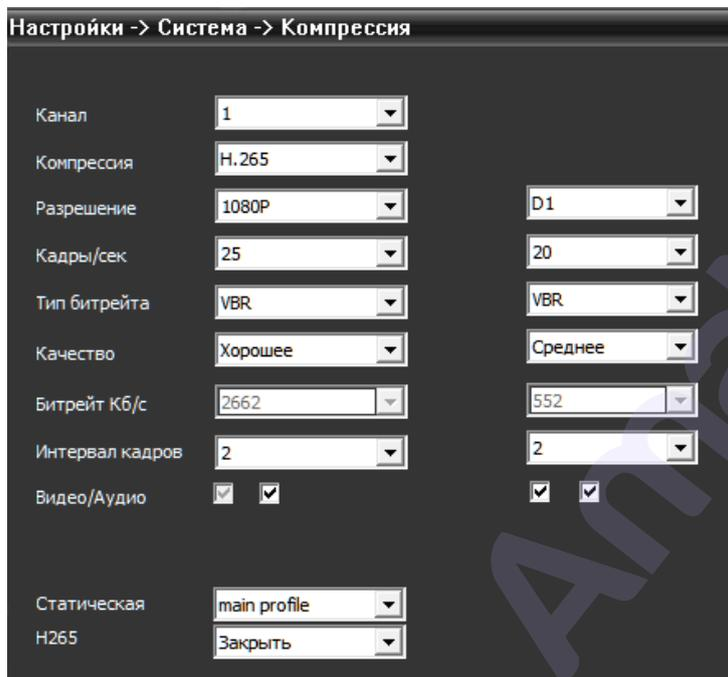 Настройки -> Система -> Компрессия
Канал 1
Компрессия H.265
Разрешение 1080P D1
Кадры/сек 25 20
Тип битрейта VBR VBR
Качество Хорошее Среднее
Битрейт Кб/с 2662 552
Интервал кадров 2 2
Видео/Аудио
Статическая main profile
H265 Закрыть